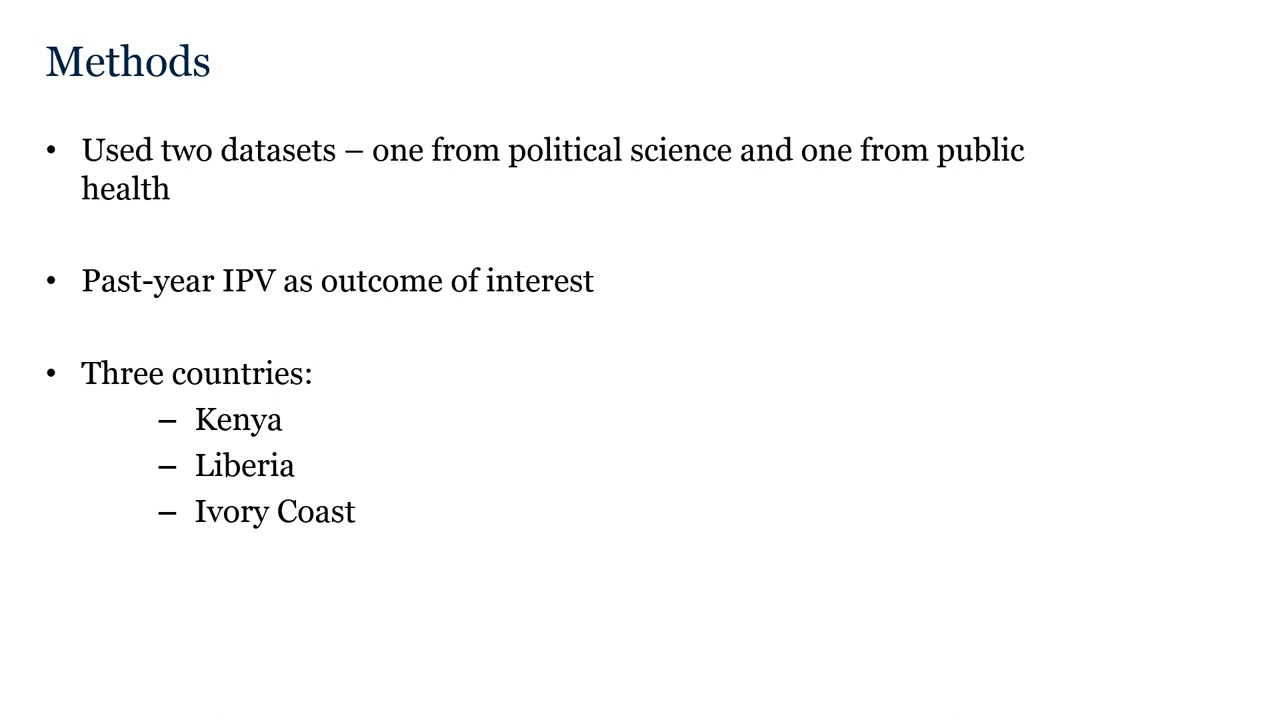 Methods
• Used two datasets – one from political science and one from public
health
• Past-year IPV as outcome of interest
• Three countries:
– Kenya
– Liberia
– Ivory Coast